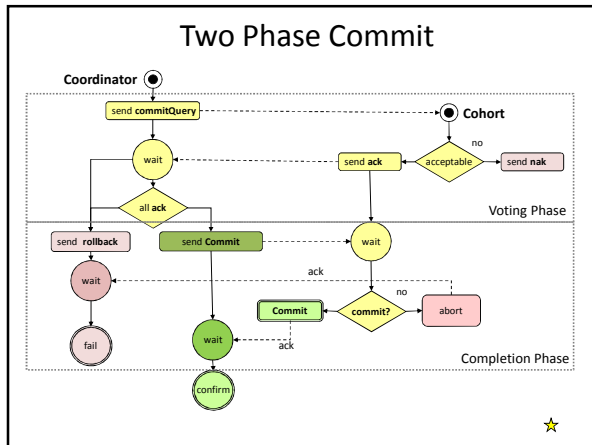 Two Phase Commit
Coordinator
send commitQuery
Cohort
no
wait
send ack
acceptable
send nak
all ack
Voting Phase
send rollback
send Commit
wait
ack
wait
no
Commit
commit?
abort
wait
ack
fail
Completion Phase
confirm